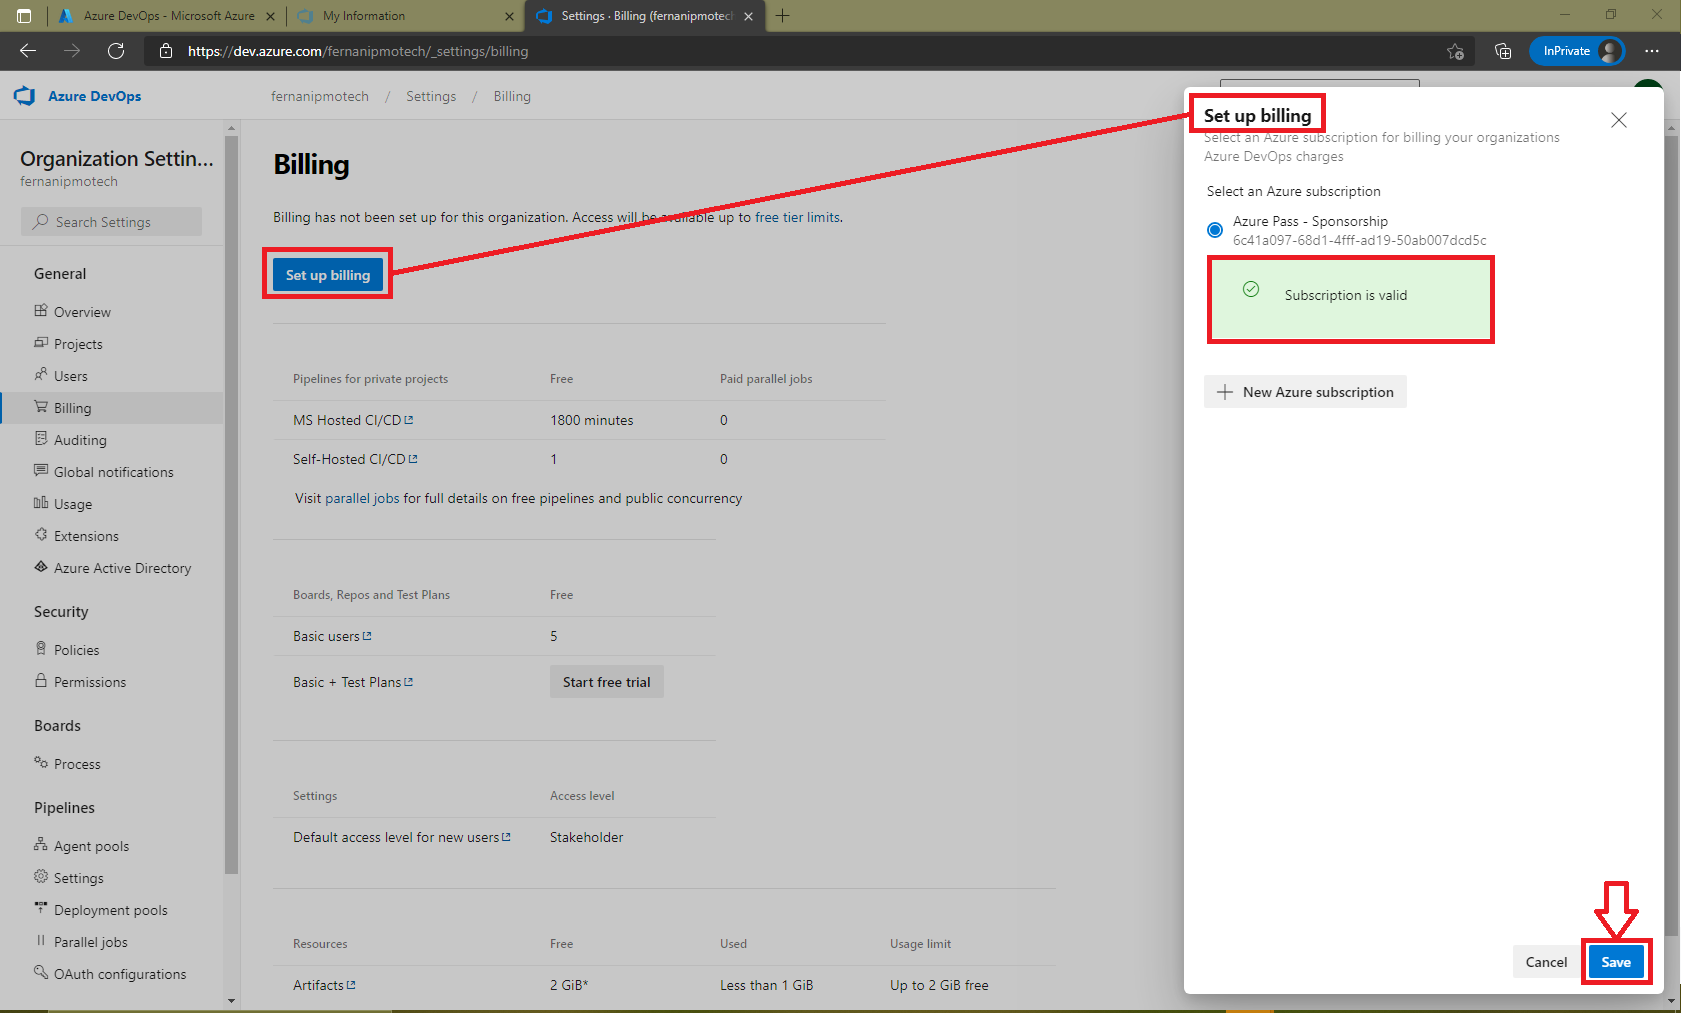 Azure DevOps - Microsoft Azure
My Information
Settings · Billing (fernanipmotech
https://dev.azure.com/fernanipmotech/_settings/billing
InPrivate
Azure DevOps
fernanipmotech / Settings / Billing
Organization Settin...
fernanipmotech
Search Settings
General
Overview
Projects
Users
Billing
Auditing
Global notifications
Usage
Extensions
Azure Active Directory
Security
Policies
Permissions
Boards
Process
Pipelines
Agent pools
Settings
Deployment pools
Parallel jobs
OAuth configurations
Billing
Billing has not been set up for this organization. Access will be available up to free tier limits.
Set up billing
Pipelines for private projects Free Paid parallel jobs
MS Hosted CI/CD 1800 minutes 0
Self-Hosted CI/CD 1 0
Visit parallel jobs for full details on free pipelines and public concurrency
Boards, Repos and Test Plans Free
Basic users 5
Basic + Test Plans Start free trial
Settings Access level
Default access level for new users Stakeholder
Resources Free Used Usage limit
Artifacts 2 GiB* Less than 1 GiB Up to 2 GiB free
Set up billing
Select an Azure subscription for billing your organizations
Azure DevOps charges
Select an Azure subscription
Azure Pass - Sponsorship
6c41a097-68d1-4fff-ad19-50ab007dcd5c
Subscription is valid
New Azure subscription
Cancel
Save